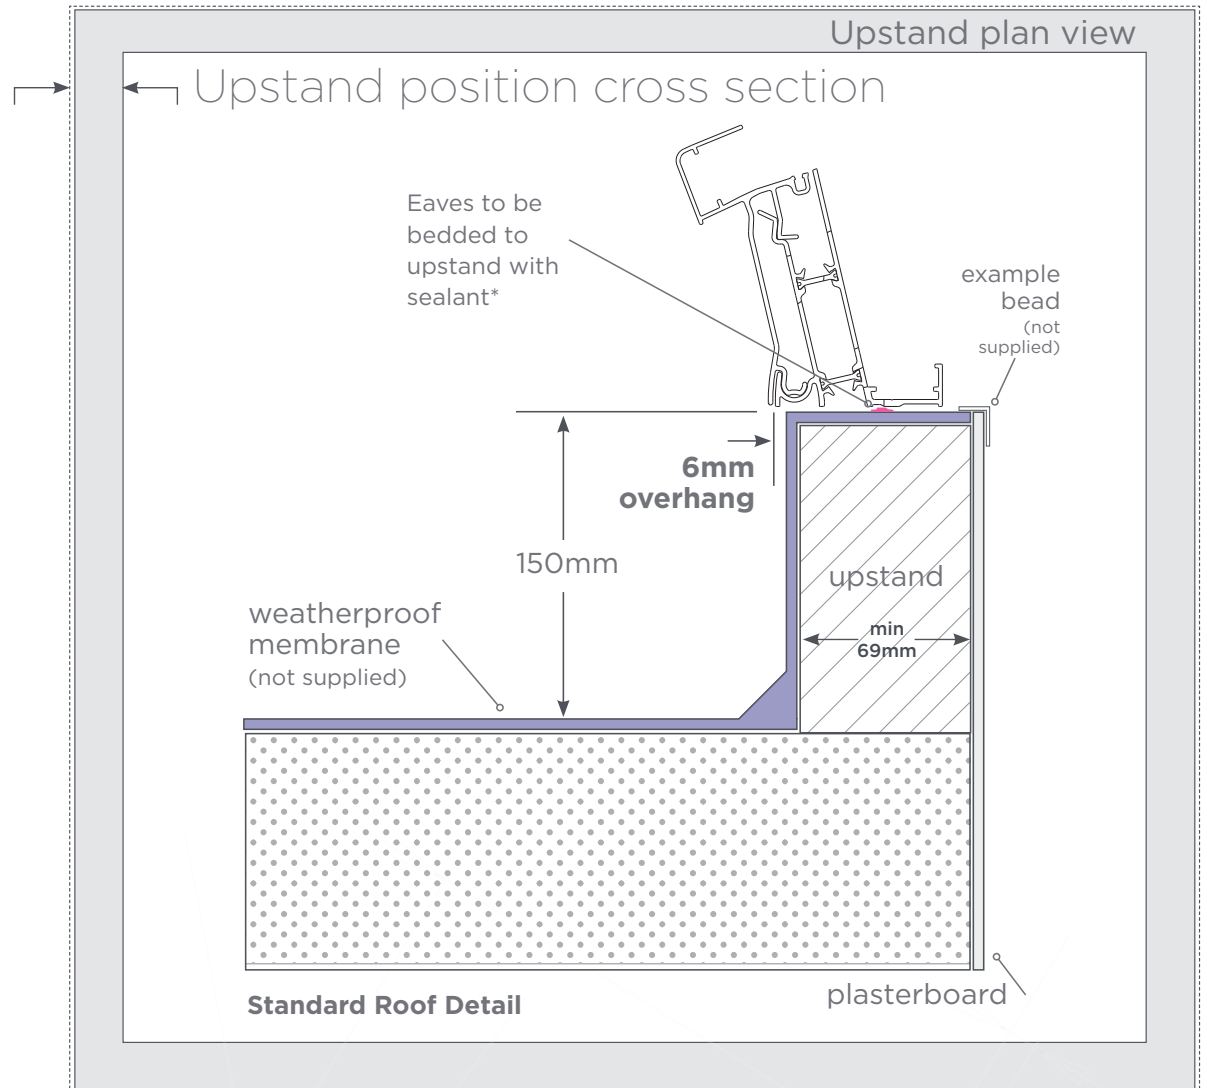 Upstand plan view
Upstand position cross section
Eaves to be
bedded to
upstand with
sealant*
example
bead
(not
supplied)
6mm
overhang
150mm
upstand
min
69mm
weatherproof
membrane
(not supplied)
plasterboard
Standard Roof Detail